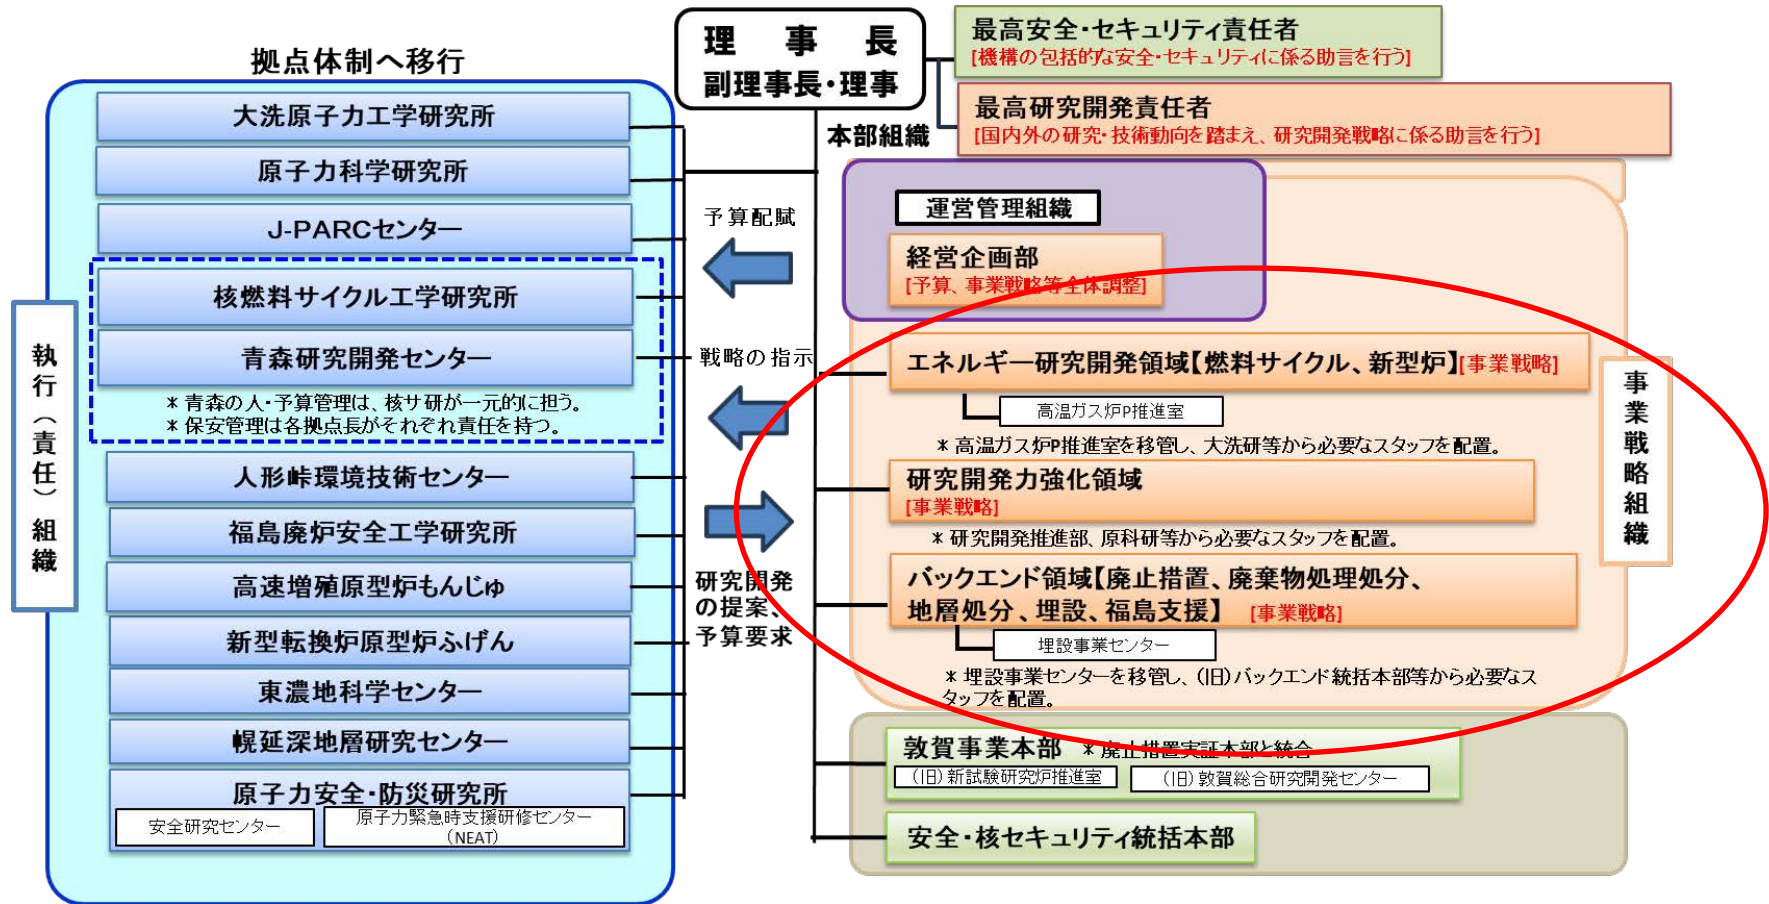 拠点体制へ移行
大洗原子力工学研究所
原子力科学研究所
J-PARCセンター
核燃料サイクル工学研究所
青森研究開発センター
＊青森の人・予算管理は、核サ研が一元的に担う。
＊保安管理は各拠点長がそれぞれ責任を持つ。
人形峠環境技術センター
福島廃炉安全工学研究所
高速増殖原型炉もんじゅ
新型転換炉原型炉ふげん
東濃地科学センター
幌延深地層研究センター
原子力安全・防災研究所
安全研究センター
原子力緊急時支援研修センター
（NEAT）
執行（責任）組織
理事長
副理事長・理事
本部組織
予算配賦
戦略の指示
研究開発
の提案、
予算要求
最高安全・セキュリティ責任者
[機構の包括的な安全・セキュリティに係る助言を行う]
最高研究開発責任者
[国内外の研究・技術動向を踏まえ、研究開発戦略に係る助言を行う]
運営管理組織
経営企画部
[予算、事業戦略等全体調整]
エネルギー研究開発領域【燃料サイクル、新型炉】[事業戦略]
高温ガス炉P推進室
＊高温ガス炉P推進室を移管し、大洗研等から必要なスタッフを配置。
研究開発力強化領域
[事業戦略]
＊研究開発推進部、原科研等から必要なスタッフを配置。
バックエンド領域【廃止措置、廃棄物処理処分、
地層処分、埋設、福島支援】 [事業戦略]
埋設事業センター
＊埋設事業センターを移管し、（旧）バックエンド統括本部等から必要なス
タッフを配置。
事業戦略組織
敦賀事業本部 ＊廃止措置実証本部と統合
（旧）新試験研究炉推進室
（旧）敦賀総合研究開発センター
安全・核セキュリティ統括本部